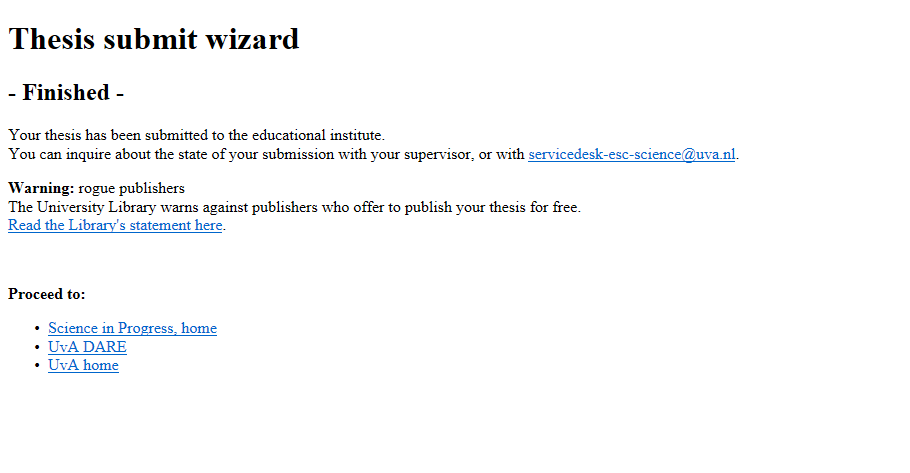 Thesis submit wizard
- Finished -
Your thesis has been submitted to the educational institute.
You can inquire about the state of your submission with your supervisor, or with servicedesk-esc-science@uva.nl.
Warning: rogue publishers
The University Library warns against publishers who offer to publish your thesis for free.
Read the Library's statement here.
Proceed to:
• Science in Progress, home
• UvA DARE
• UvA home